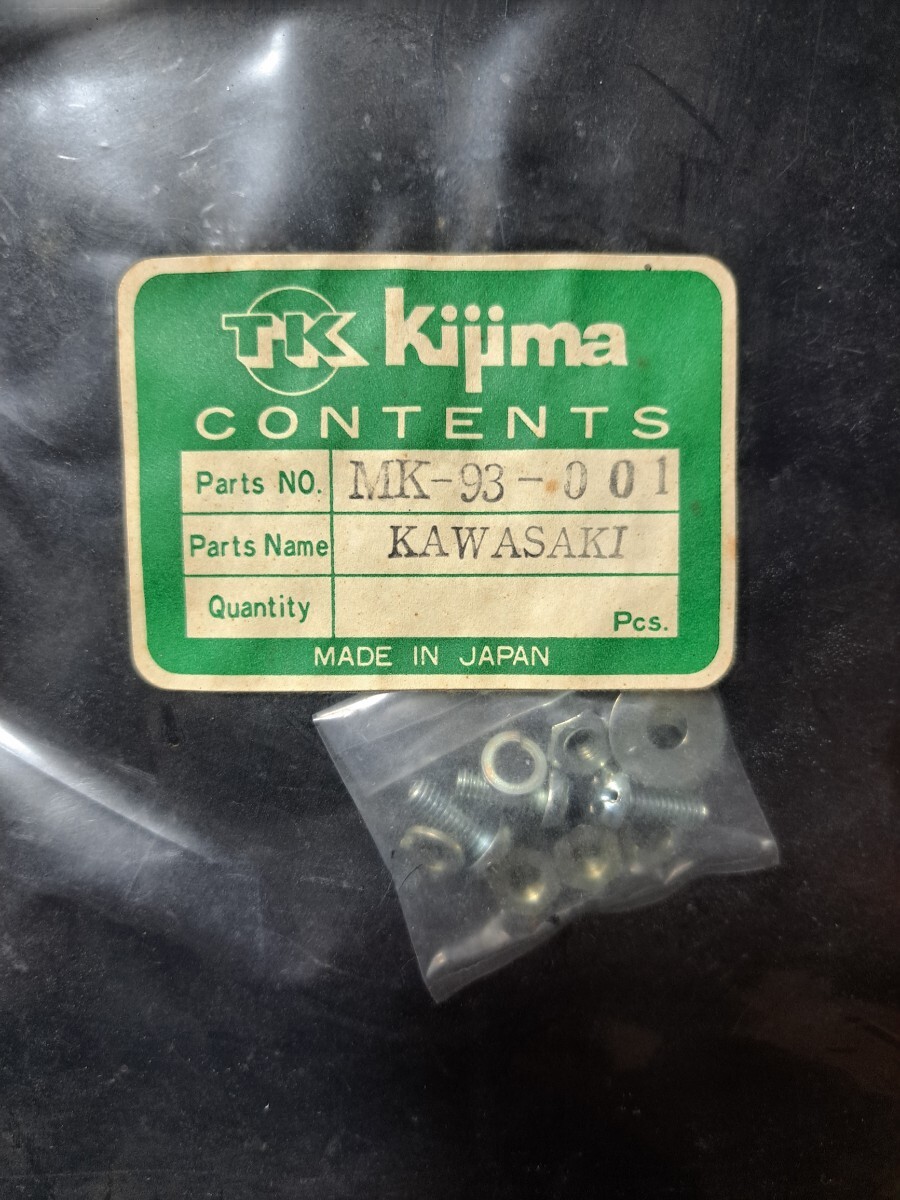 TK kijima
CONTENTS
Parts NO. MK-93-001
Parts Name KAWASAKI
Quantity Pcs.
MADE IN JAPAN